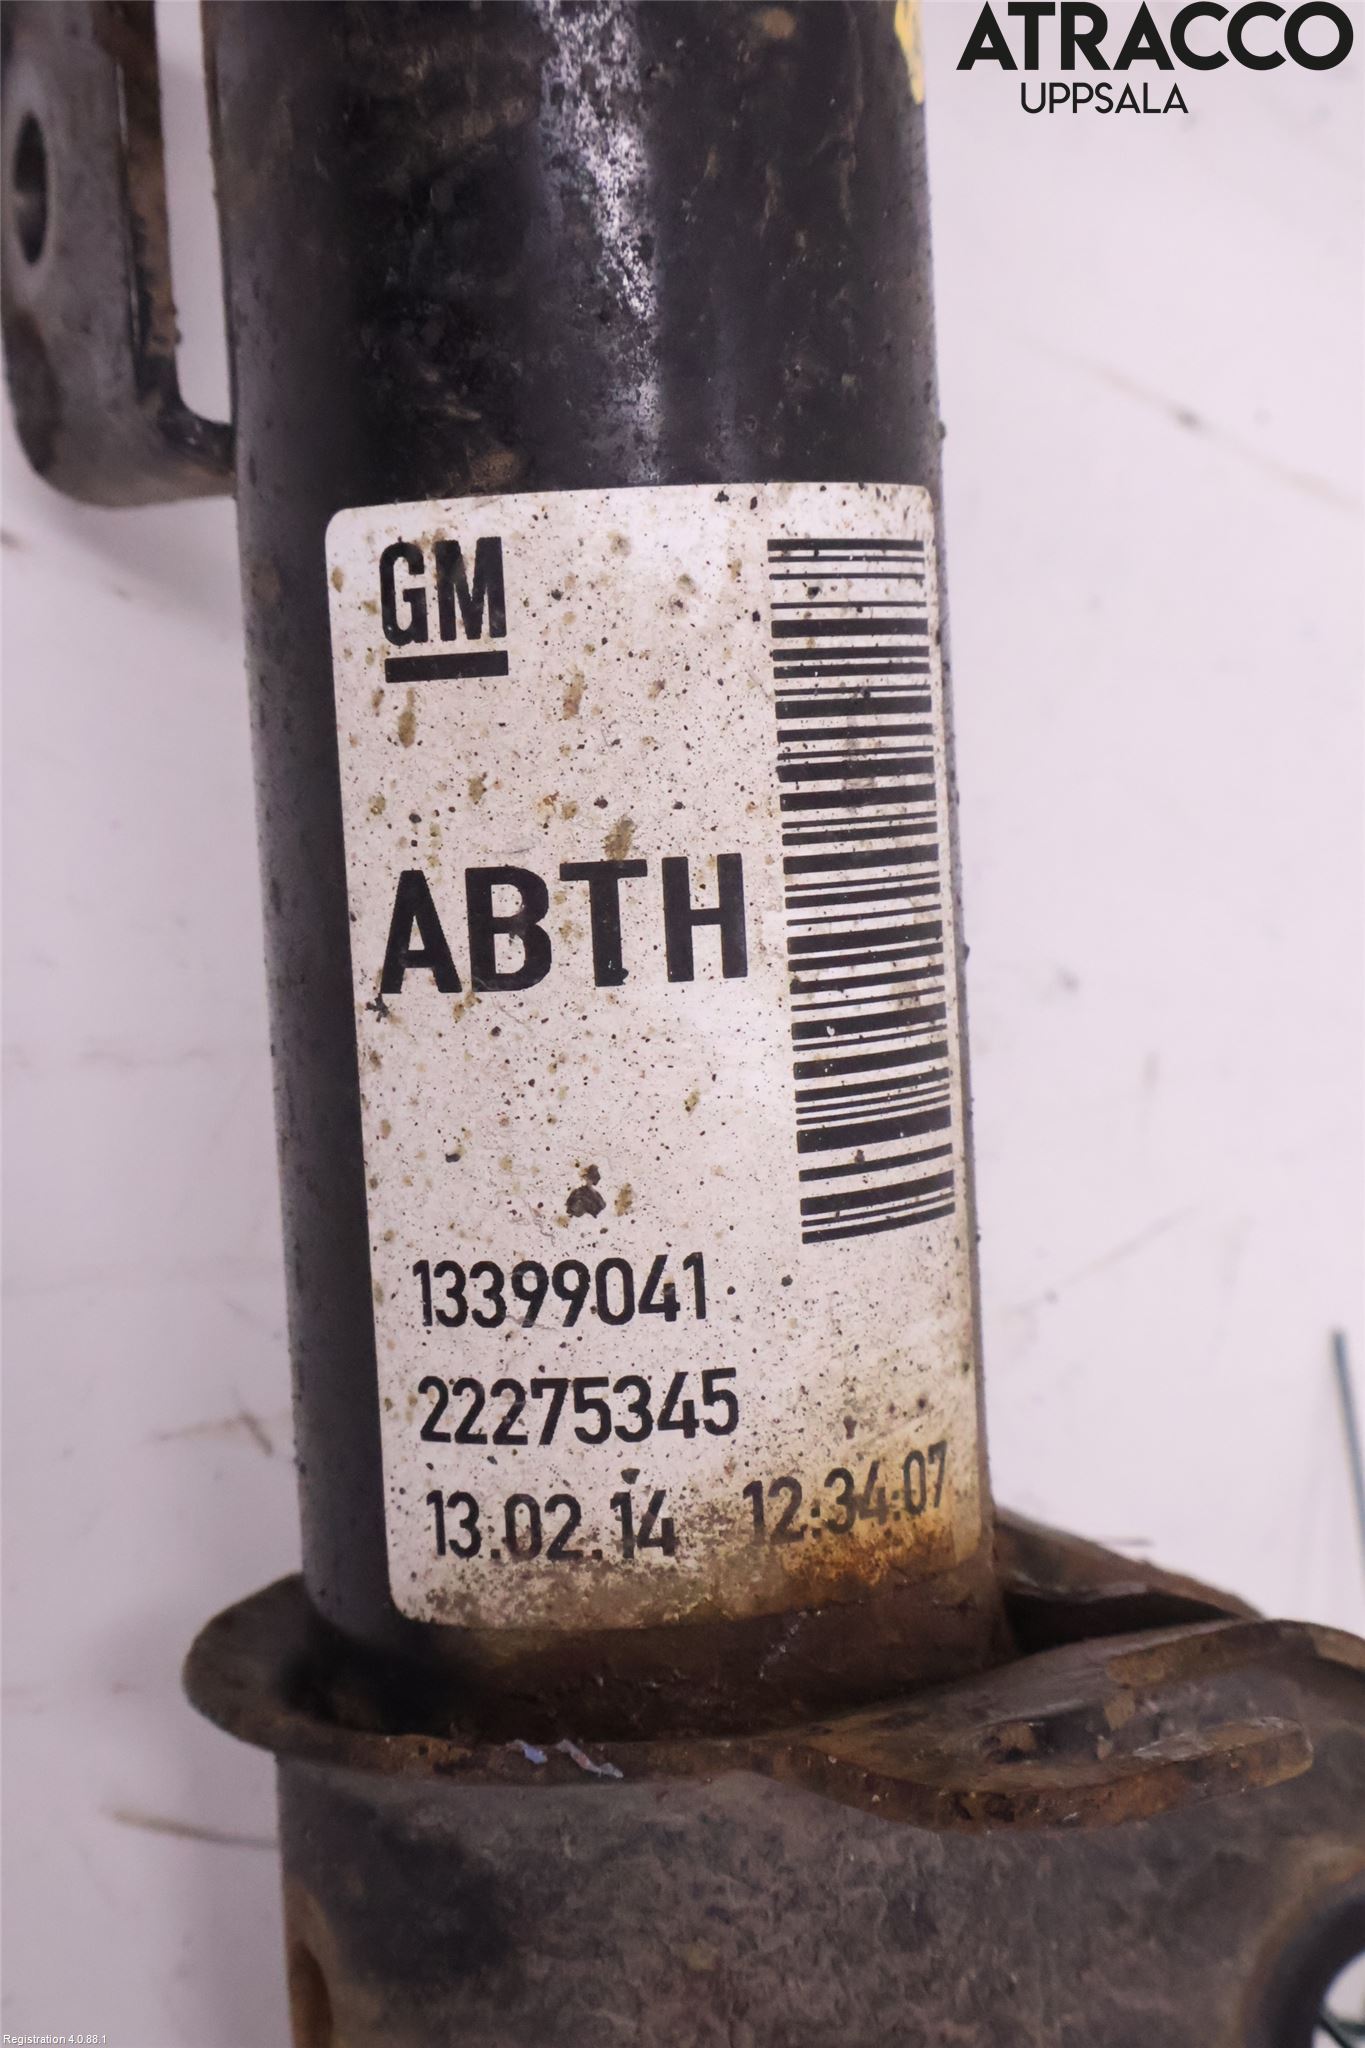 ATRACCO
UPPSALA
GM
ABTH
13399041
22275345
13.02.14 12:34:07
Registration 4.0.88.1